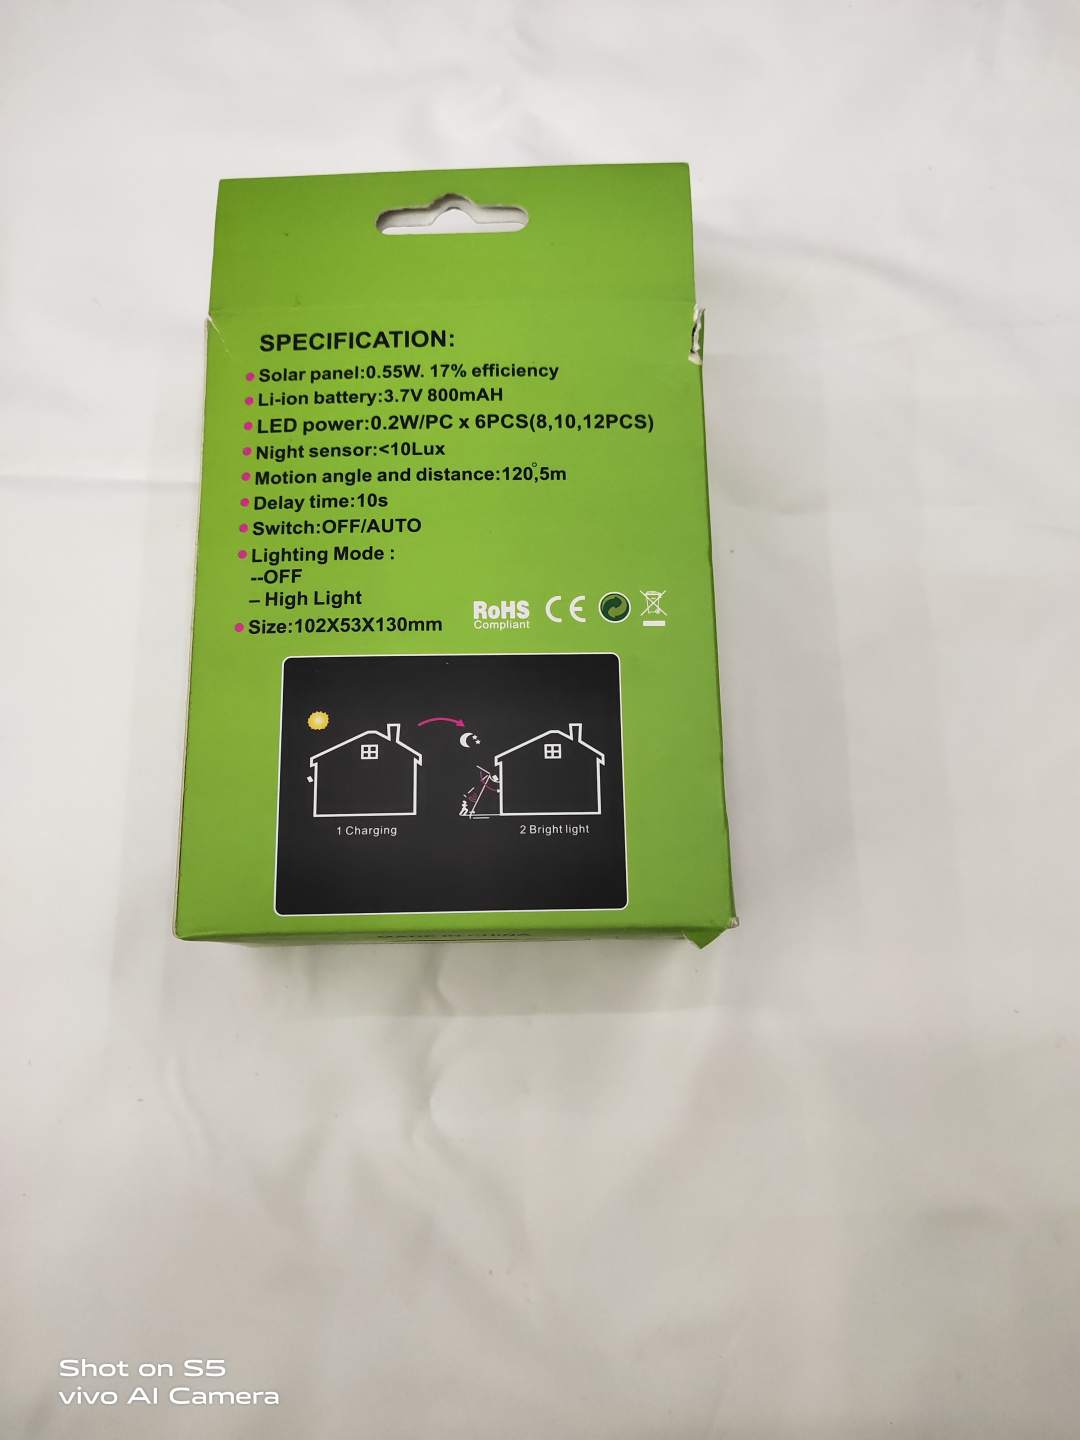 SPECIFICATION:
Solar panel:0.55W. 17% efficiency
Li-ion battery:3.7V 800mAH
LED power:0.2W/PC x 6PCS(8,10,12PCS)
Night sensor:<10Lux
Motion angle and distance:120°,5m
Delay time:10s
Switch:OFF/AUTO
Lighting Mode :
--OFF
– High Light
Size:102X53X130mm
RoHS
Compliant
CE
1 Charging
2 Bright light
MADE IN CHINA
Shot on S5
vivo AI Camera